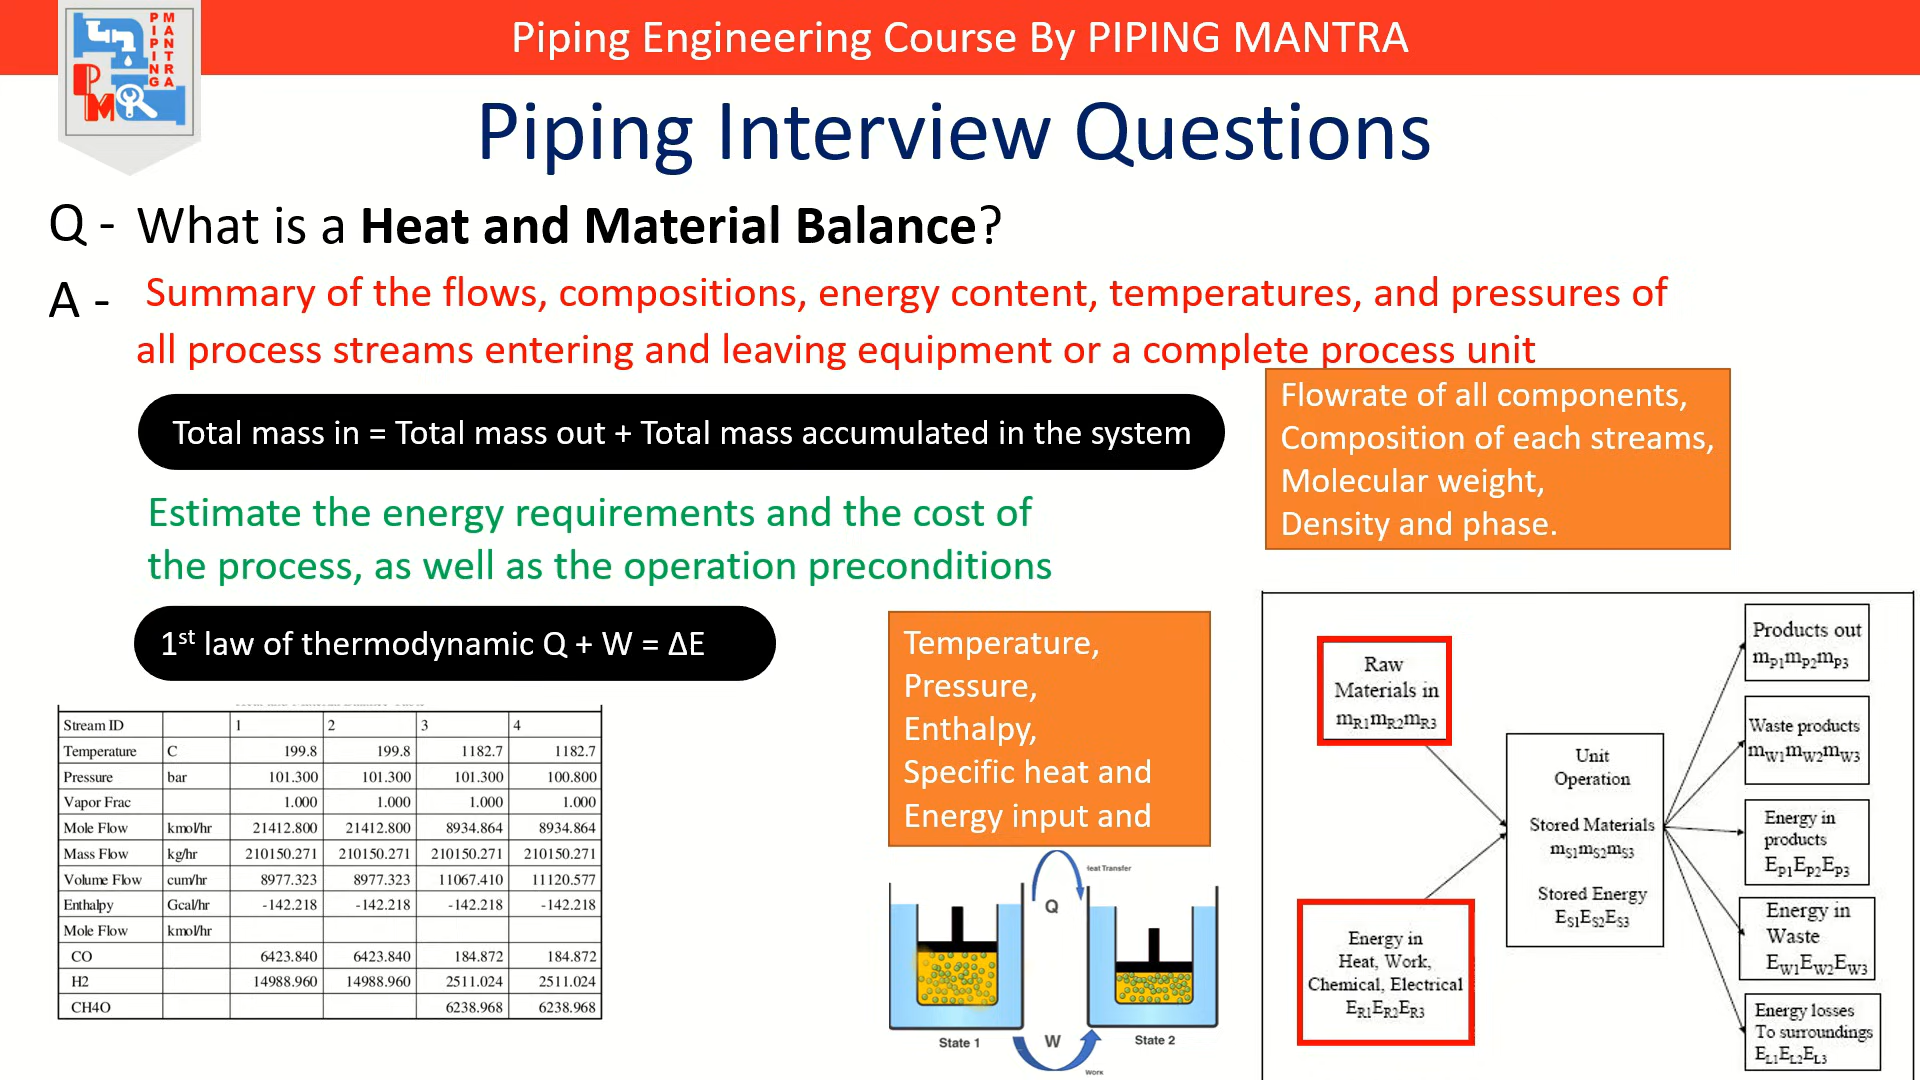 Piping Engineering Course By PIPING MANTRA
PIPING
MANTRA
PM
Piping Interview Questions
Q - What is a Heat and Material Balance?
A - Summary of the flows, compositions, energy content, temperatures, and pressures of
all process streams entering and leaving equipment or a complete process unit
Total mass in = Total mass out + Total mass accumulated in the system
Flowrate of all components,
Composition of each streams,
Molecular weight,
Density and phase.
Estimate the energy requirements and the cost of
the process, as well as the operation preconditions
1st law of thermodynamic Q + W = ΔE
Temperature,
Pressure,
Enthalpy,
Specific heat and
Energy input and
Stream ID 1 2 3 4
Temperature C 199.8 199.8 1182.7 1182.7
Pressure bar 101.300 101.300 101.300 100.800
Vapor Frac 1.000 1.000 1.000 1.000
Mole Flow kmol/hr 21412.800 21412.800 8934.864 8934.864
Mass Flow kg/hr 210150.271 210150.271 210150.271 210150.271
Volume Flow cum/hr 8977.323 8977.323 11067.410 11120.577
Enthalpy Gcal/hr -142.218 -142.218 -142.218 -142.218
Mole Flow kmol/hr
CO 6423.840 6423.840 184.872 184.872
H2 14988.960 14988.960 2511.024 2511.024
CH4O 6238.968 6238.968
Heat Transfer
Q
W
Work
State 1
State 2
Raw
Materials in
mR1mR2mR3
Energy in
Heat, Work,
Chemical, Electrical
ER1ER2ER3
Unit
Operation
Stored Materials
mS1mS2mS3
Stored Energy
ES1ES2ES3
Products out
mP1mP2mP3
Waste products
mW1mW2mW3
Energy in
products
EP1EP2EP3
Energy in
Waste
EW1EW2EW3
Energy losses
To surroundings
EL1EL2EL3